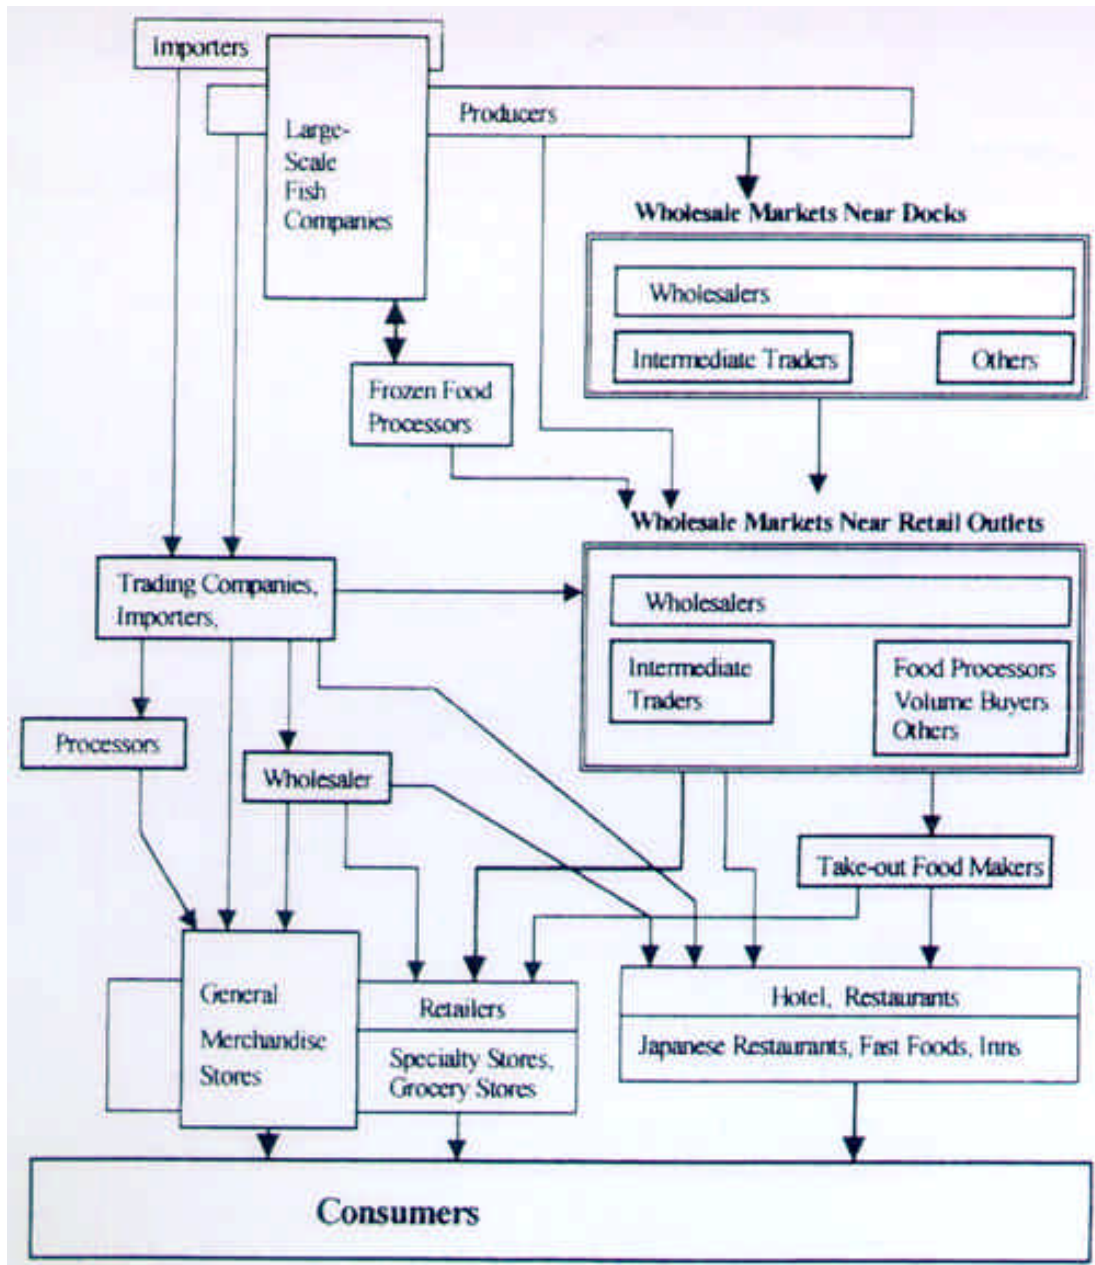 Importers
Producers
Large-
Scale
Fish
Companies
Wholesale Markets Near Docks
Wholesalers
Intermediate Traders
Others
Frozen Food
Processors
Wholesale Markets Near Retail Outlets
Trading Companies,
Importers,
Wholesalers
Intermediate
Traders
Food Processors
Volume Buyers
Others
Processors
Wholesaler
Take-out Food Makers
General
Merchandise
Stores
Retailers
Specialty Stores,
Grocery Stores
Hotel, Restaurants
Japanese Restaurants, Fast Foods, Inns
Consumers